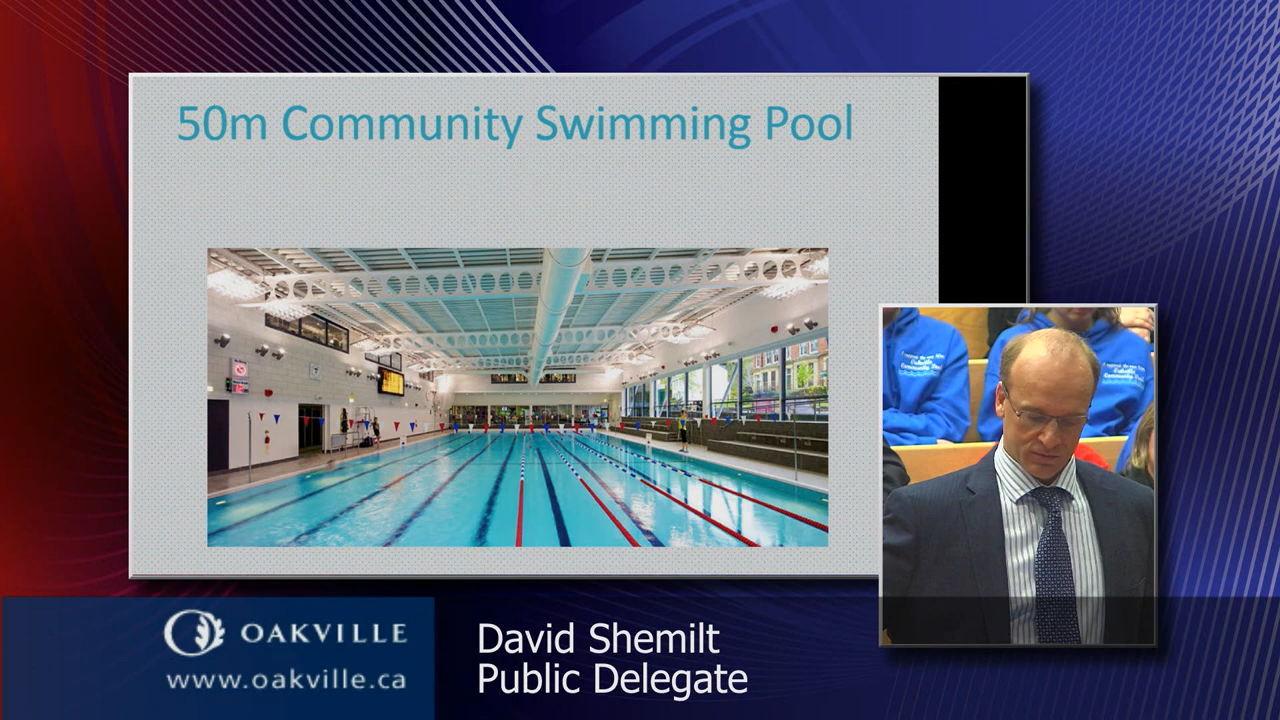 50m Community Swimming Pool
OAKVILLE
www.oakville.ca
David Shemilt
Public Delegate